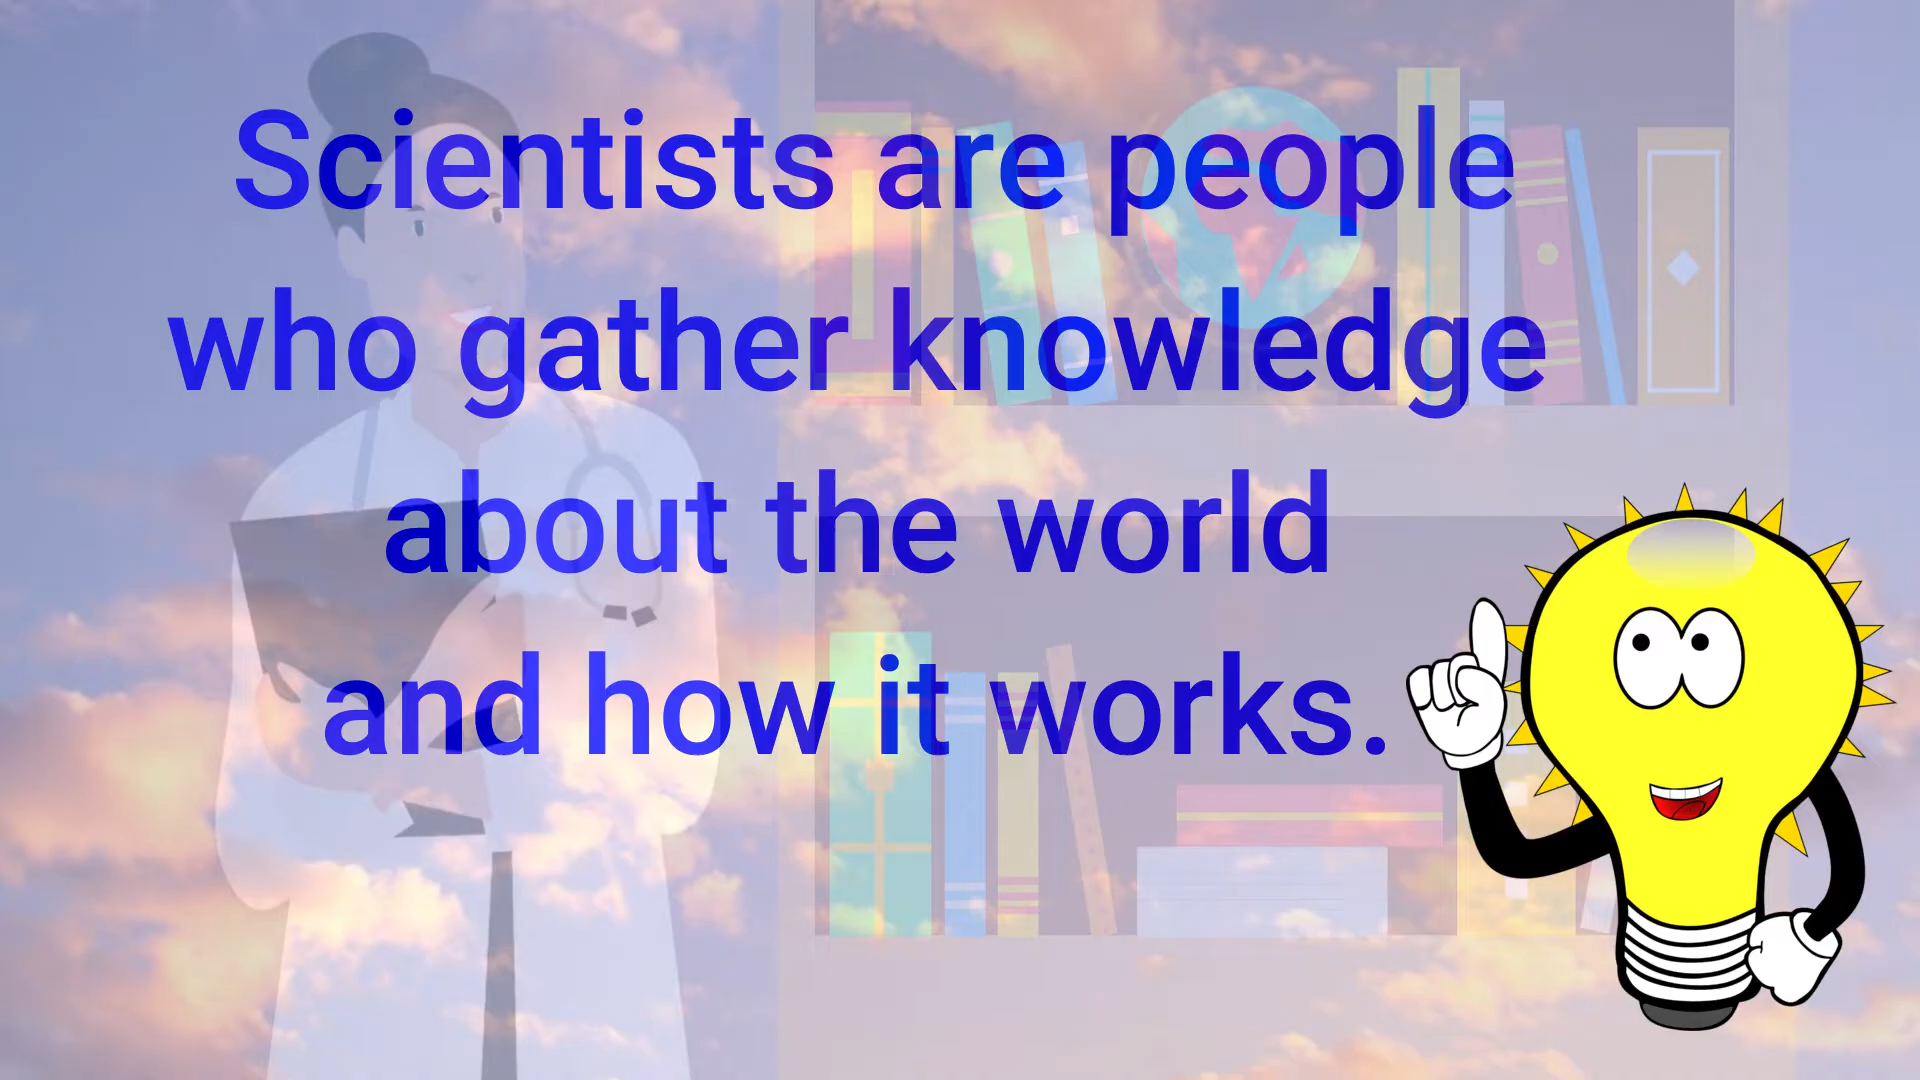 Scientists are people
who gather knowledge
about the world
and how it works.